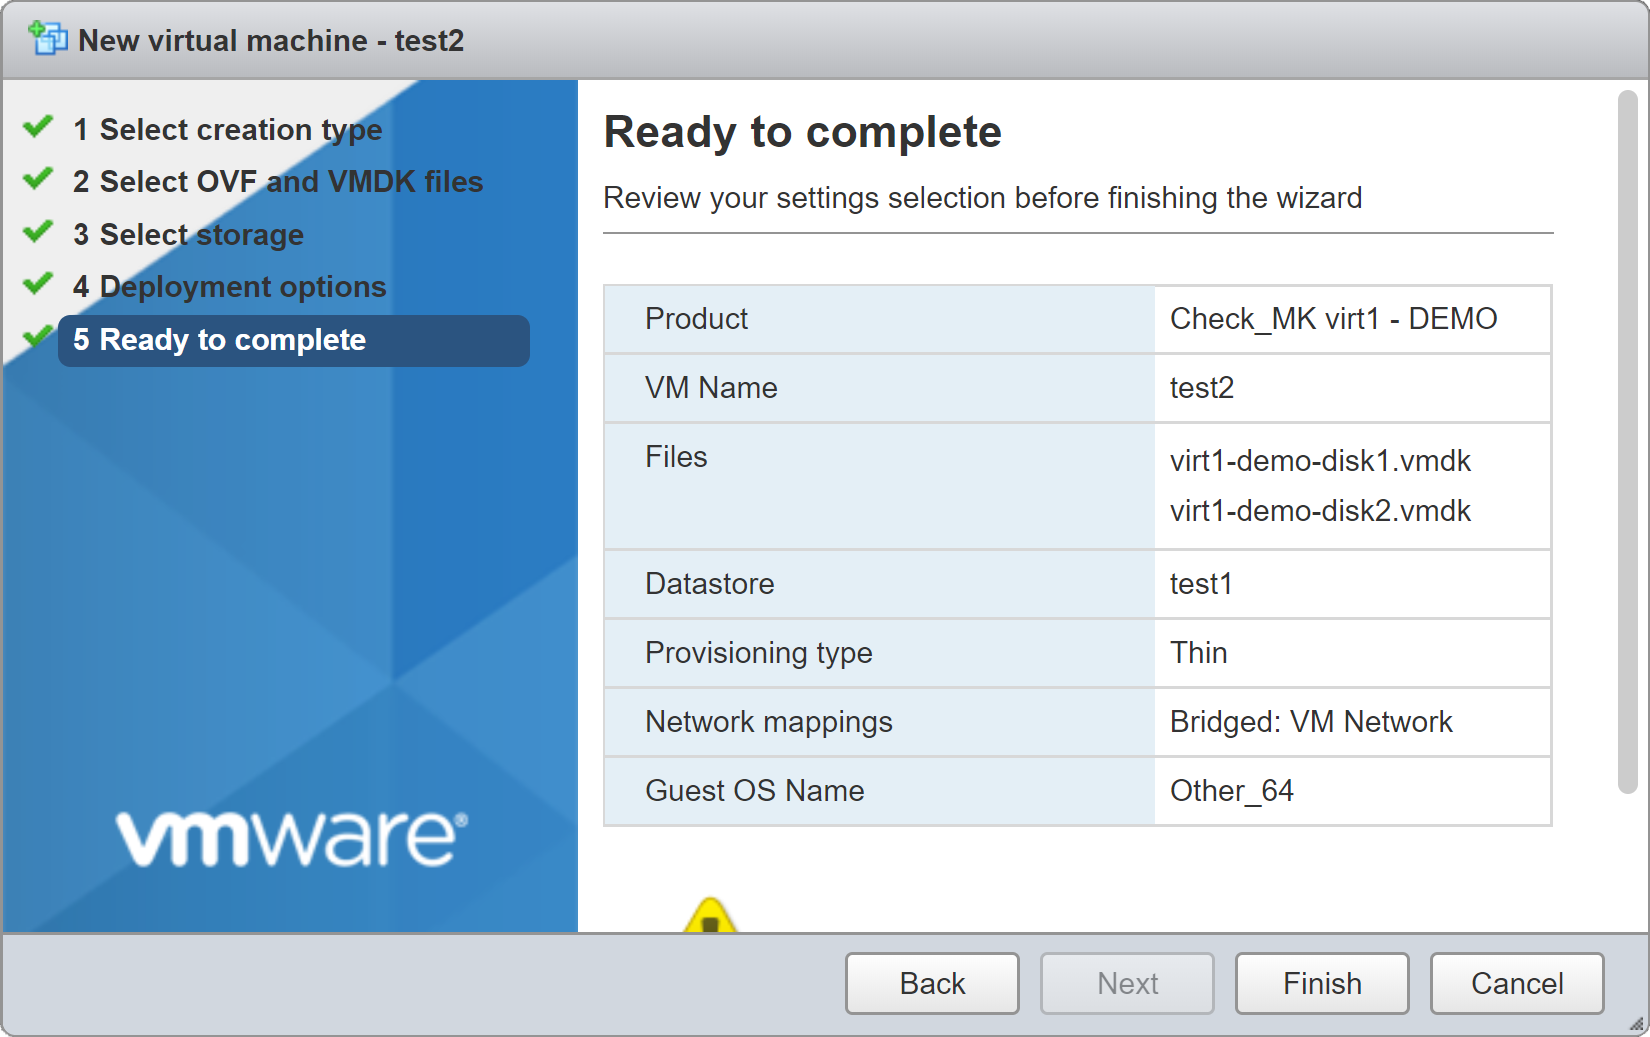 New virtual machine - test2
1 Select creation type
2 Select OVF and VMDK files
3 Select storage
4 Deployment options
5 Ready to complete
vmware®
Ready to complete
Review your settings selection before finishing the wizard
Product Check_MK virt1 - DEMO
VM Name test2
Files virt1-demo-disk1.vmdk
virt1-demo-disk2.vmdk
Datastore test1
Provisioning type Thin
Network mappings Bridged: VM Network
Guest OS Name Other_64
Back Next Finish Cancel